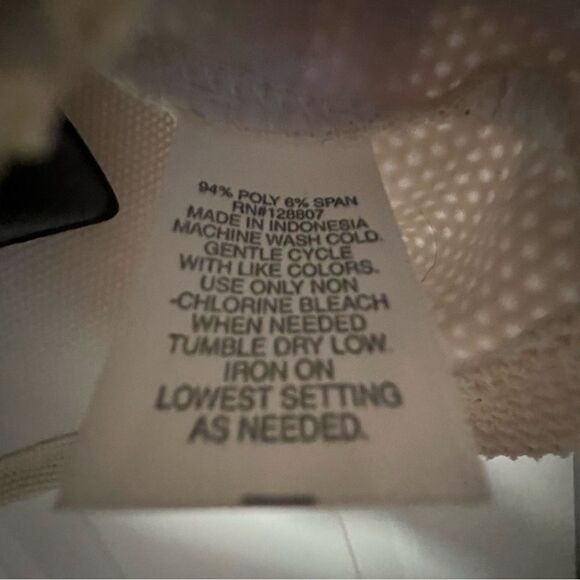 94% POLY 6% SPAN
RN#128807
MADE IN INDONESIA
MACHINE WASH COLD.
GENTLE CYCLE
WITH LIKE COLORS.
USE ONLY NON
-CHLORINE BLEACH
WHEN NEEDED
TUMBLE DRY LOW.
IRON ON
LOWEST SETTING
AS NEEDED.